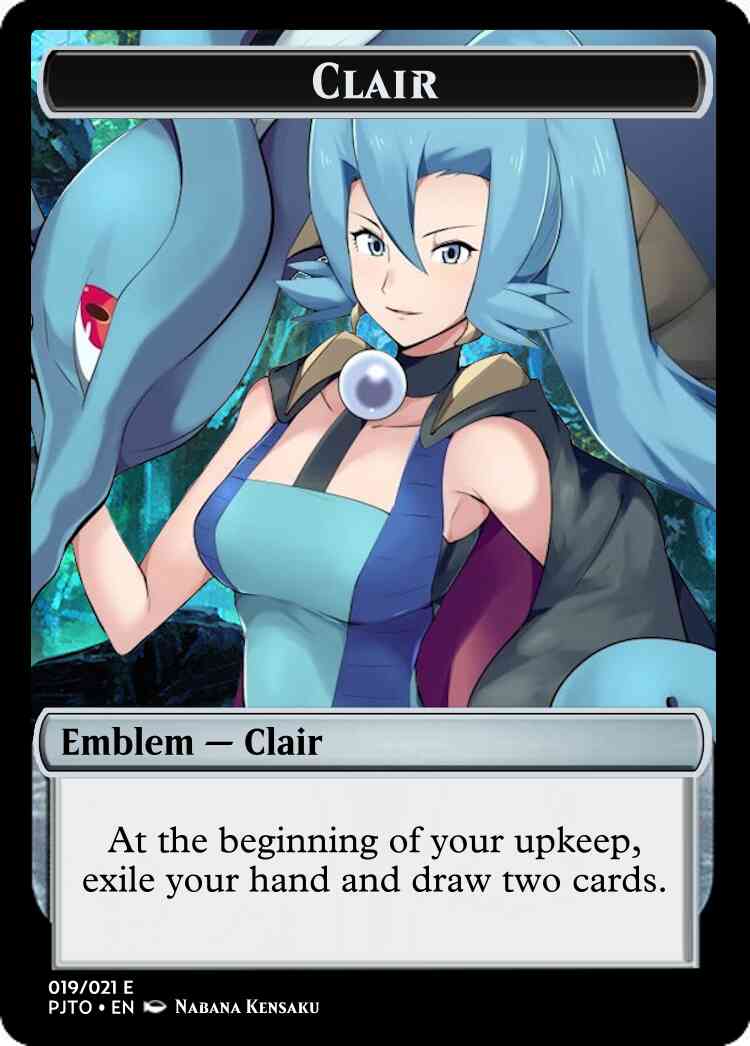 Clair
Emblem — Clair
At the beginning of your upkeep,
exile your hand and draw two cards.
019/021 E
PJTO • EN Nabana Kensaku